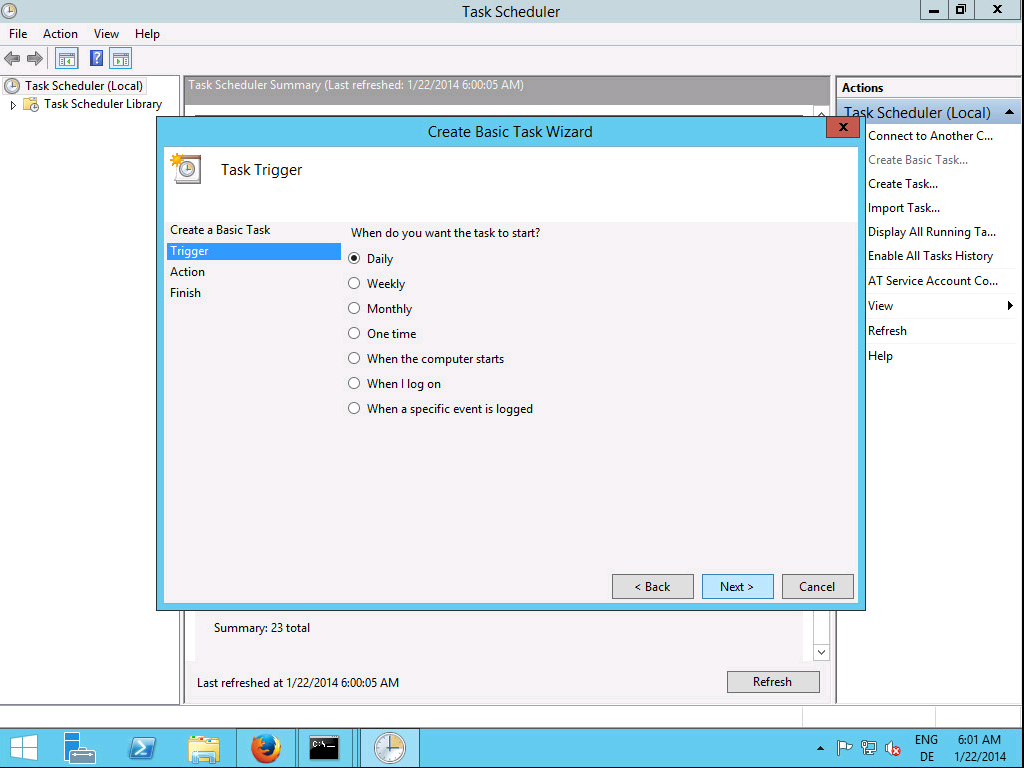 Task Scheduler
File Action View Help
Task Scheduler (Local)
Task Scheduler Library
Task Scheduler Summary (Last refreshed: 1/22/2014 6:00:05 AM)
Actions
Task Scheduler (Local)
Connect to Another C...
Create Basic Task...
Create Task...
Import Task...
Display All Running Ta...
Enable All Tasks History
AT Service Account Co...
View
Refresh
Help
Create Basic Task Wizard
Task Trigger
Create a Basic Task
Trigger
Action
Finish
When do you want the task to start?
Daily
Weekly
Monthly
One time
When the computer starts
When I log on
When a specific event is logged
< Back Next > Cancel
Summary: 23 total
Last refreshed at 1/22/2014 6:00:05 AM
Refresh
C:\>_
ENG
DE
6:01 AM
1/22/2014